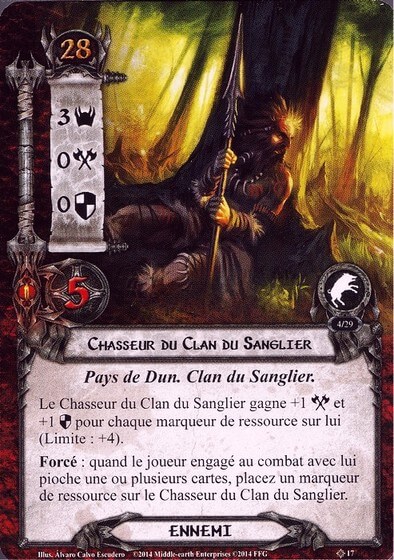 28
3
0
0
5
4/29
Chasseur du Clan du Sanglier
Pays de Dun. Clan du Sanglier.
Le Chasseur du Clan du Sanglier gagne +1 et
+1 pour chaque marqueur de ressource sur lui
(Limite : +4).
Forcé : quand le joueur engagé au combat avec lui
pioche une ou plusieurs cartes, placez un marqueur
de ressource sur le Chasseur du Clan du Sanglier.
ENNEMI
Illus. Álvaro Calvo Escudero ©2014 Middle-earth Enterprises ©2014 FFG 17